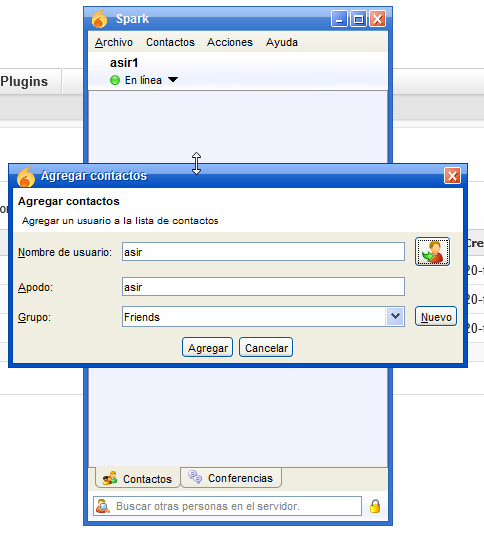 Spark
Archivo Contactos Acciones Ayuda
asir1
En línea
Plugins
Agregar contactos
Agregar contactos
Agregar un usuario a la lista de contactos
Nombre de usuario: asir
Apodo: asir
Grupo: Friends Nuevo
Agregar Cancelar
Cre
20-
20-
20-
Contactos Conferencias
Buscar otras personas en el servidor.